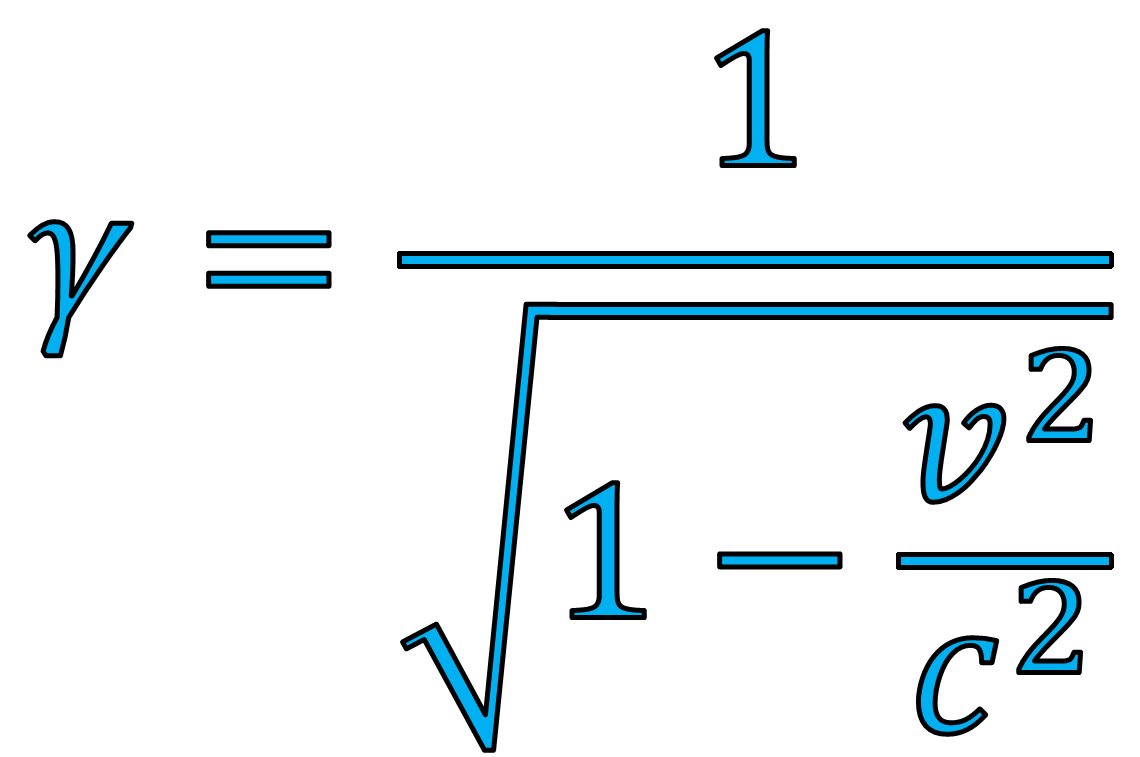 γ = 1 / √(1 − v² / c²)